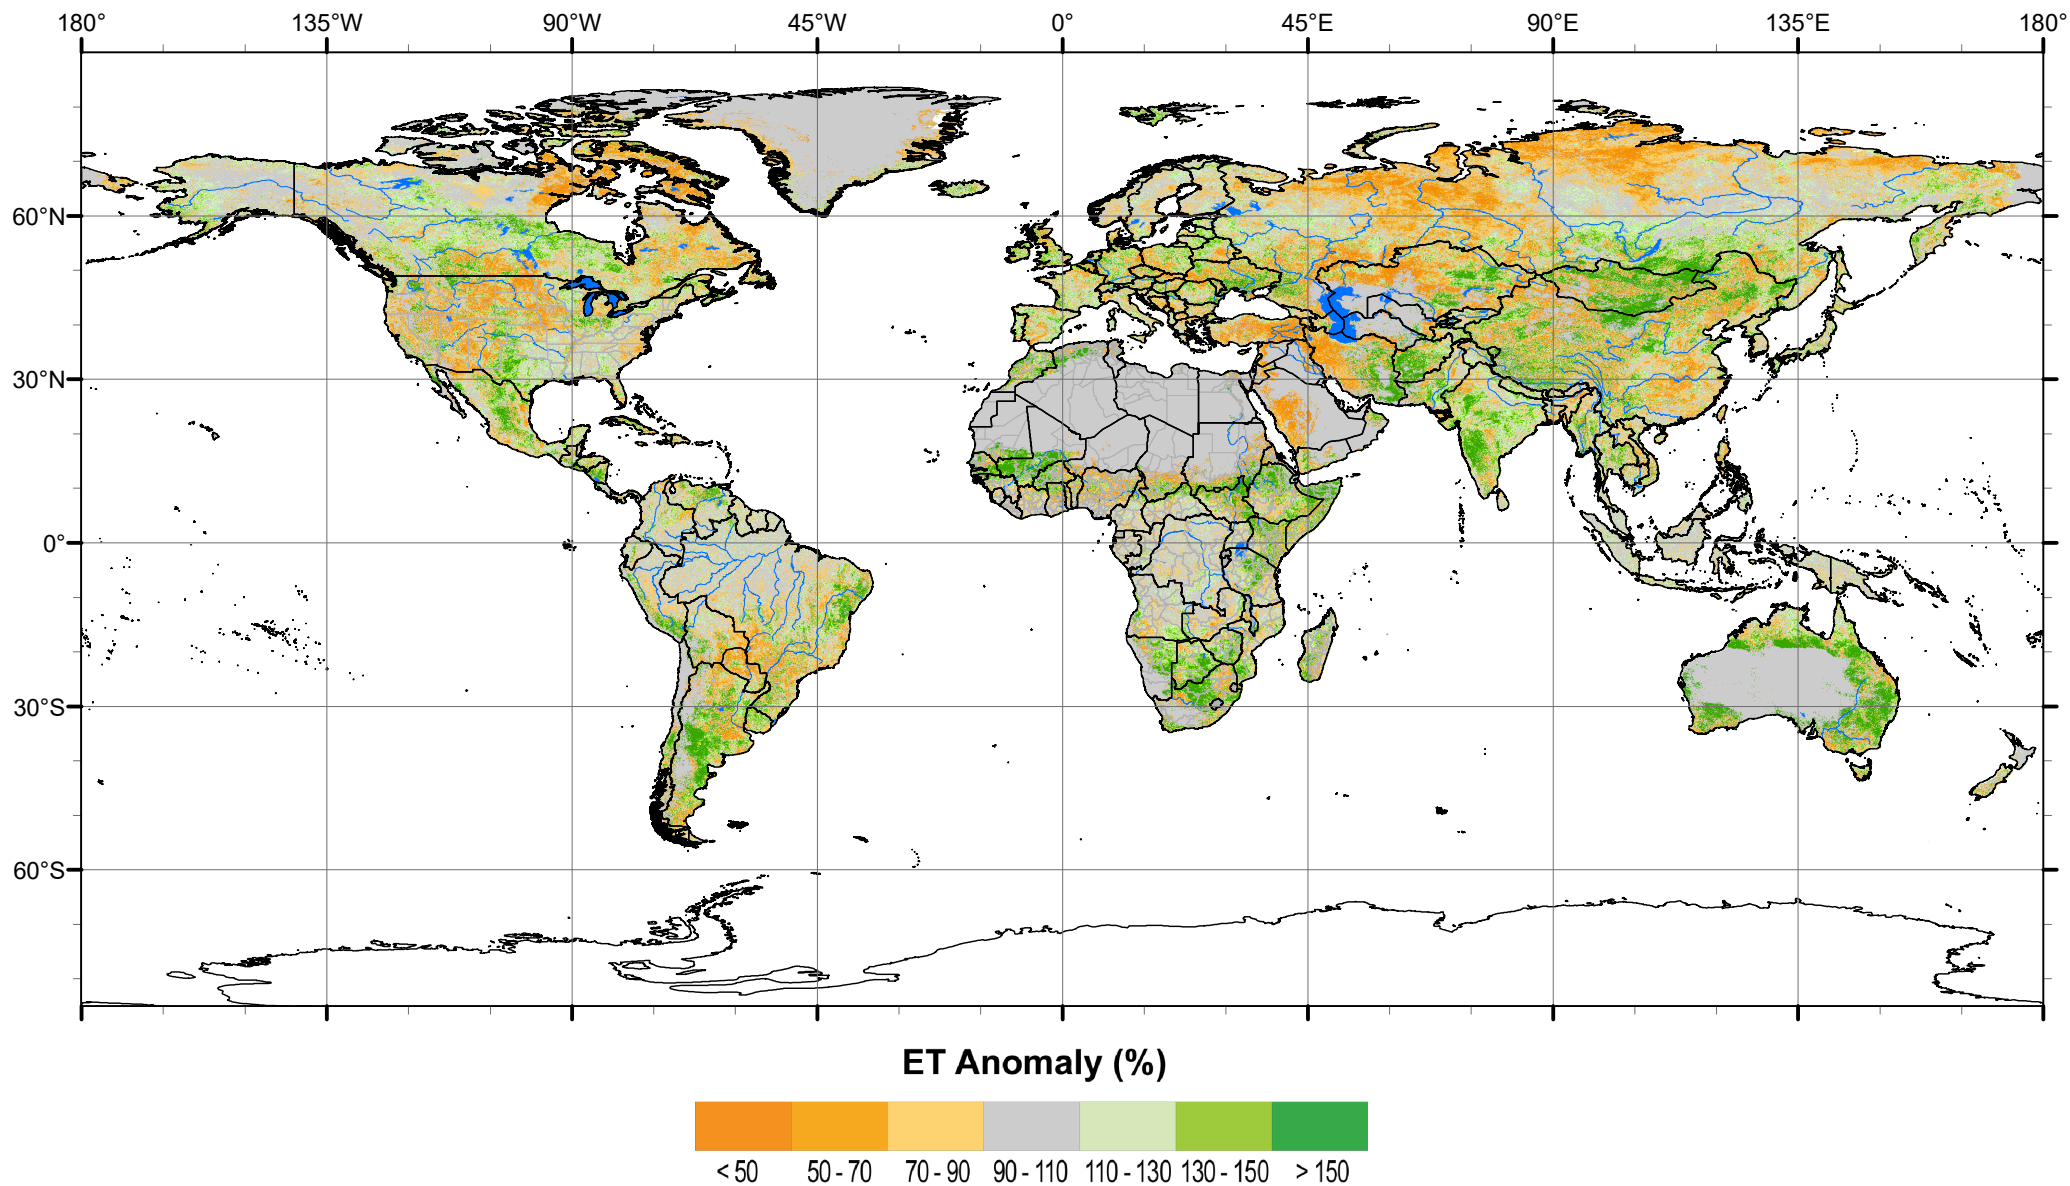 180° 135°W 90°W 45°W 0° 45°E 90°E 135°E 180°
60°N 
30°N
0°
30°S
60°S
ET Anomaly (%)
< 50 50 - 70 70 - 90 90 - 110 110 - 130 130 - 150 > 150